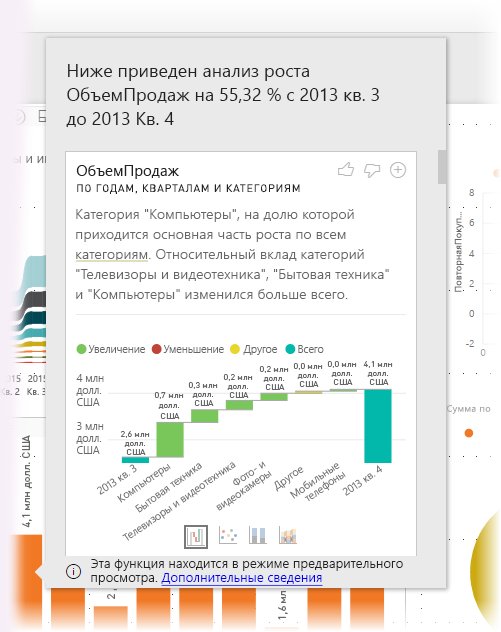 Ниже приведен анализ роста
ОбъемПродаж на 55,32 % с 2013 кв. 3
до 2013 Кв. 4
ОбъемПродаж
ПО ГОДАМ, КВАРТАЛАМ И КАТЕГОРИЯМ
Категория "Компьютеры", на долю которой
приходится основная часть роста по всем
категориям. Относительный вклад категорий
"Телевизоры и видеотехника", "Бытовая техника"
и "Компьютеры" изменился больше всего.
Увеличение Уменьшение Другое Всего
4 млн
долл.
США
3 млн
долл.
США
2,6 млн
долл.
США
0,7 млн
долл.
США
0,3 млн
долл.
США
0,2 млн
долл.
США
0,2 млн
долл.
США
0,0 млн
долл.
США
0,0 млн
долл.
США
4,1 млн
долл.
США
2013 кв. 3
Компьютеры
Бытовая техника
Телевизоры и видеотехника
Фото- и
видеокамеры
Другое
Мобильные
телефоны
2013 кв. 4
Эта функция находится в режиме предварительного
просмотра. Дополнительные сведения
ы и
2015
Кв. 2 Кв. 3
4,1 млн долл. США
1,6 м
ПовторнаяПокуп...
8
6
4
2
0
-2
0
Сумма по